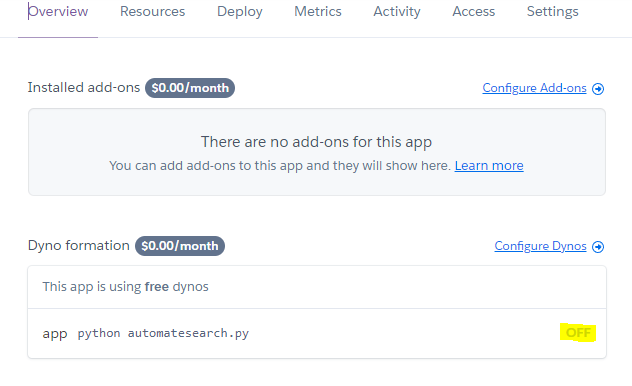 Overview Resources Deploy Metrics Activity Access Settings
Installed add-ons $0.00/month Configure Add-ons
There are no add-ons for this app
You can add add-ons to this app and they will show here. Learn more
Dyno formation $0.00/month Configure Dynos
This app is using free dynos
app python automatesearch.py OFF